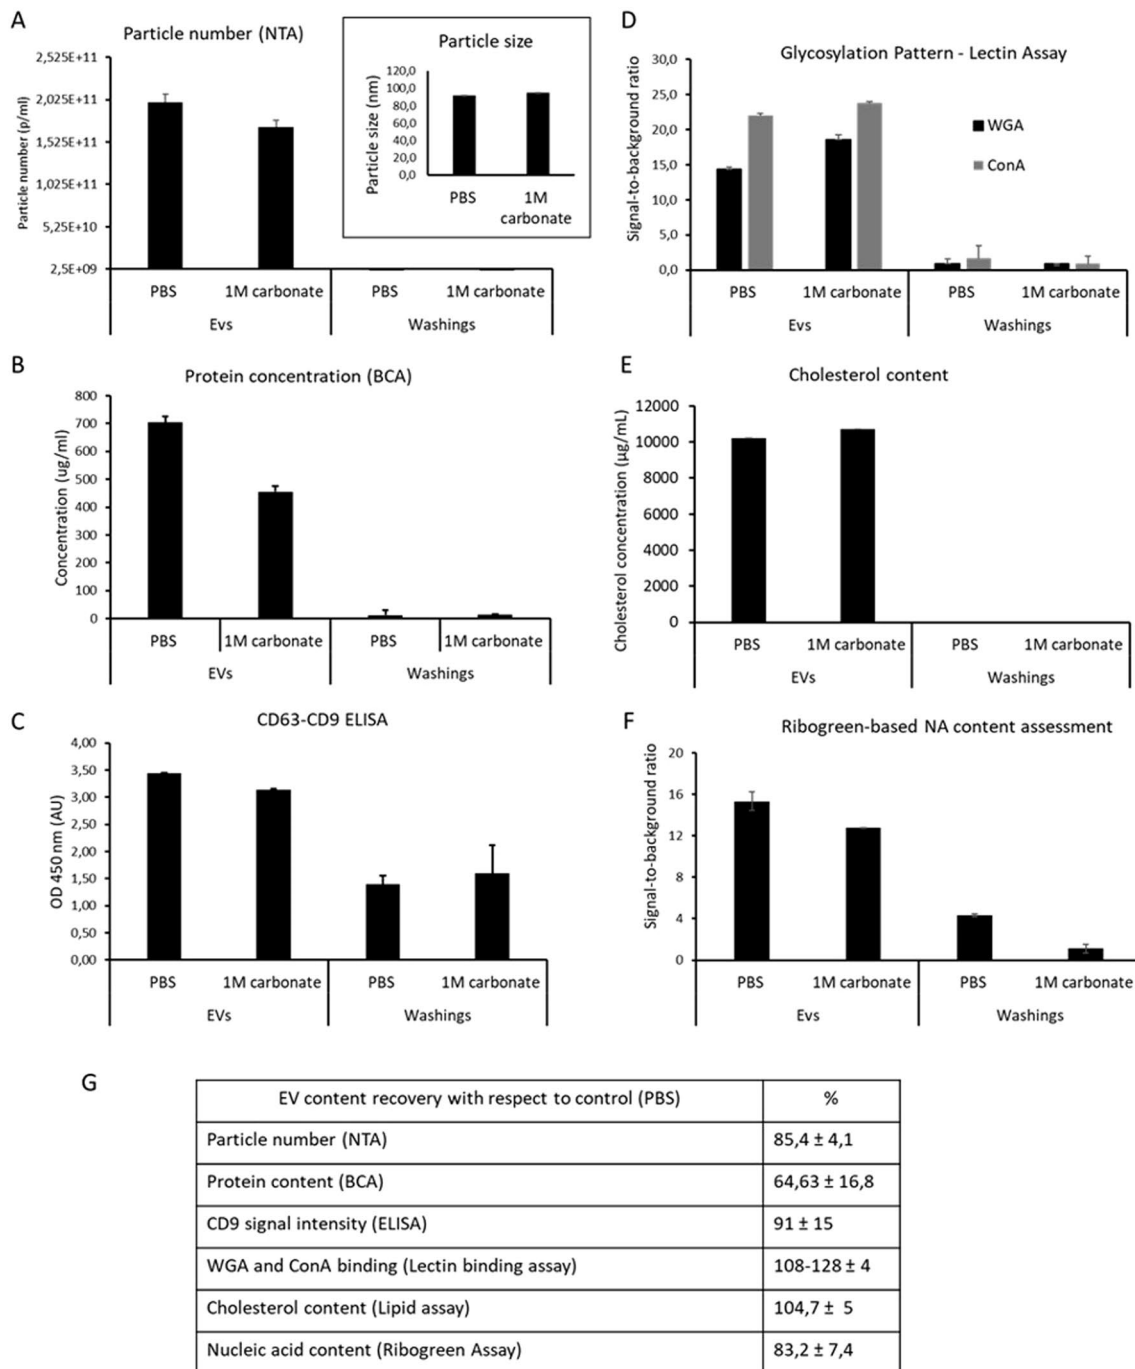 A
Particle number (NTA)
Particle number (p/ml)
2,525E+11
2,025E+11
1,525E+11
1,025E+11
5,25E+10
2,5E+09
PBS 1M carbonate PBS 1M carbonate
Evs Washings
Particle size
Particle size (nm)
120,0
100,0
80,0
60,0
40,0
20,0
0,0
PBS 1M
carbonate
D
Glycosylation Pattern - Lectin Assay
Signal-to-background ratio
30,0
25,0
20,0
15,0
10,0
5,0
0,0
WGA
ConA
PBS 1M carbonate PBS 1M carbonate
Evs Washings
B
Protein concentration (BCA)
Concentration (ug/ml)
800
700
600
500
400
300
200
100
0
PBS 1M carbonate PBS 1M carbonate
EVs Washings
E
Cholesterol content
Cholesterol concentration (µg/mL)
12000
10000
8000
6000
4000
2000
0
PBS 1M carbonate PBS 1M carbonate
EVs Washings
C
CD63-CD9 ELISA
OD 450 nm (AU)
4,00
3,50
3,00
2,50
2,00
1,50
1,00
0,50
0,00
PBS 1M carbonate PBS 1M carbonate
EVs Washings
F
Ribogreen-based NA content assessment
Signal-to-background ratio
20
16
12
8
4
0
PBS 1M carbonate PBS 1M carbonate
Evs Washings
G
EV content recovery with respect to control (PBS) %
Particle number (NTA) 85,4 ± 4,1
Protein content (BCA) 64,63 ± 16,8
CD9 signal intensity (ELISA) 91 ± 15
WGA and ConA binding (Lectin binding assay) 108-128 ± 4
Cholesterol content (Lipid assay) 104,7 ± 5
Nucleic acid content (Ribogreen Assay) 83,2 ± 7,4